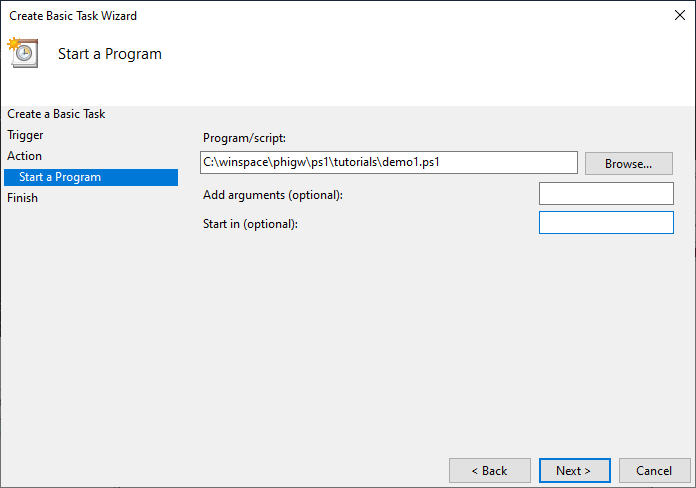 Create Basic Task Wizard
Start a Program
Create a Basic Task
Trigger
Action
Start a Program
Finish
Program/script:
C:\winspace\phigw\ps1\tutorials\demo1.ps1
Browse...
Add arguments (optional):
Start in (optional):
< Back
Next >
Cancel